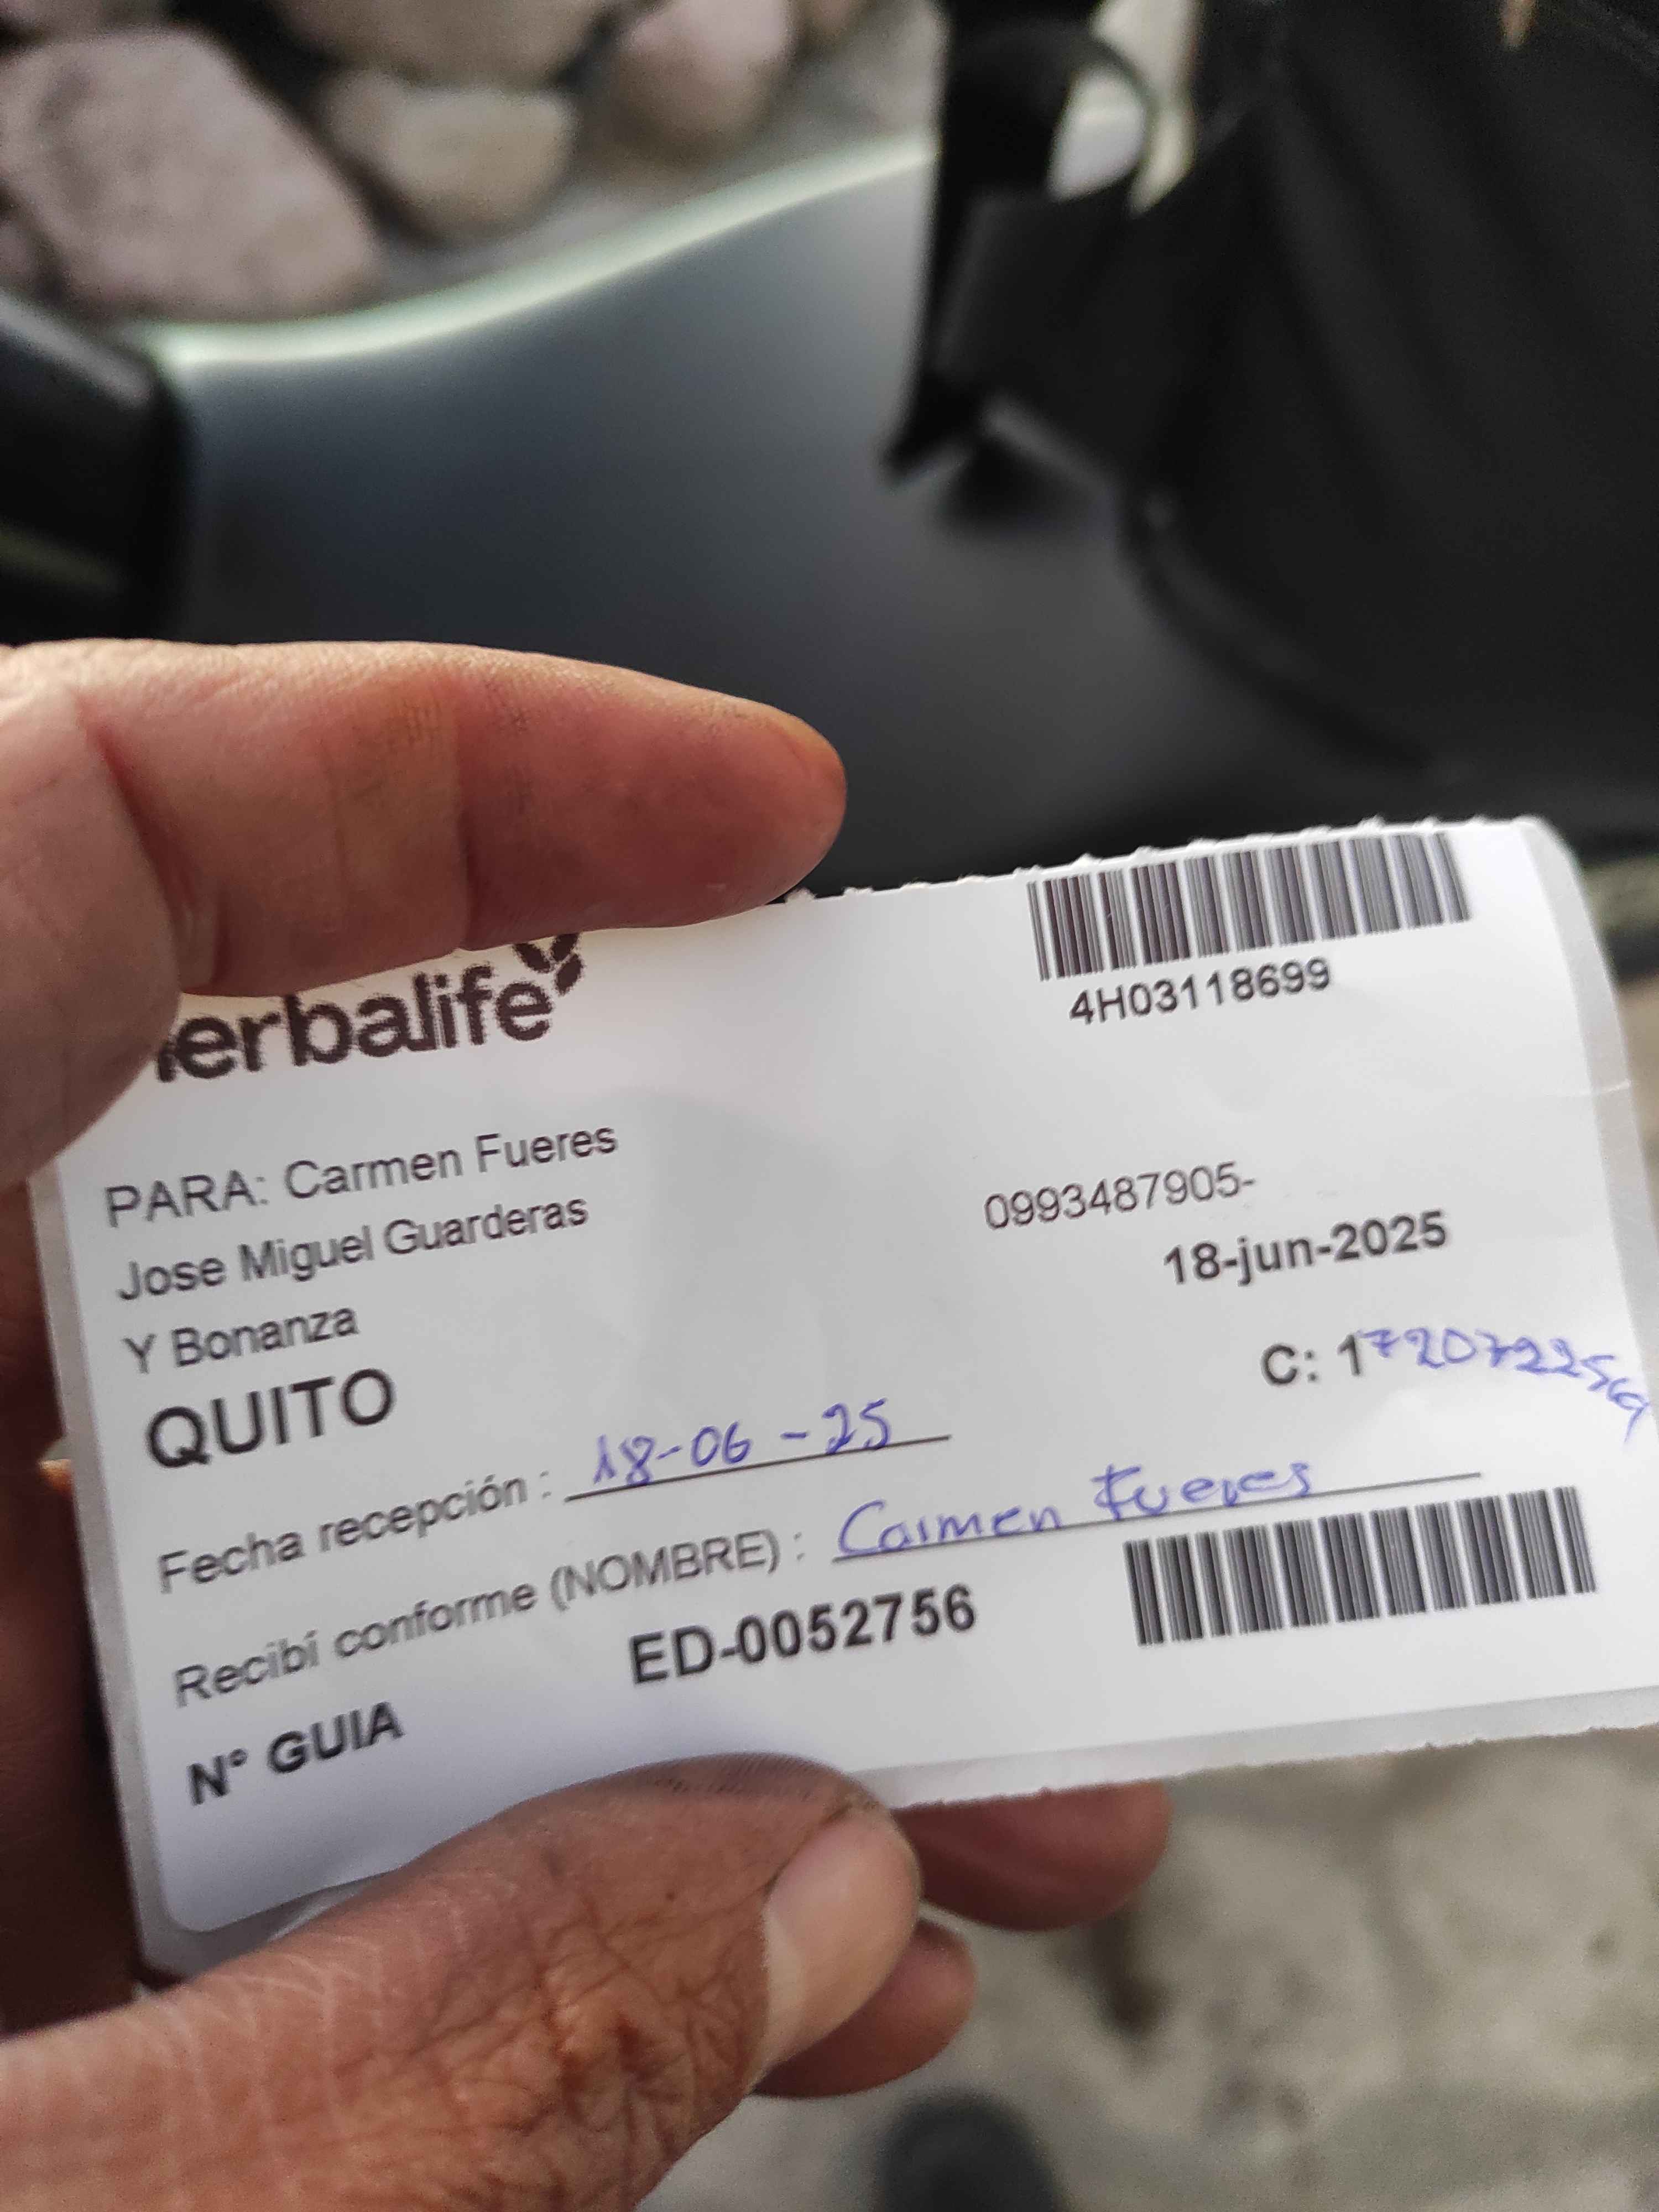 herbalife
4H03118699
PARA: Carmen Fueres
Jose Miguel Guarderas
0993487905-
Y Bonanza
18-jun-2025
QUITO
C: 1720722569
Fecha recepción : 18-06-25
Recibí conforme (NOMBRE) : Carmen Fueres
N° GUIA ED-0052756